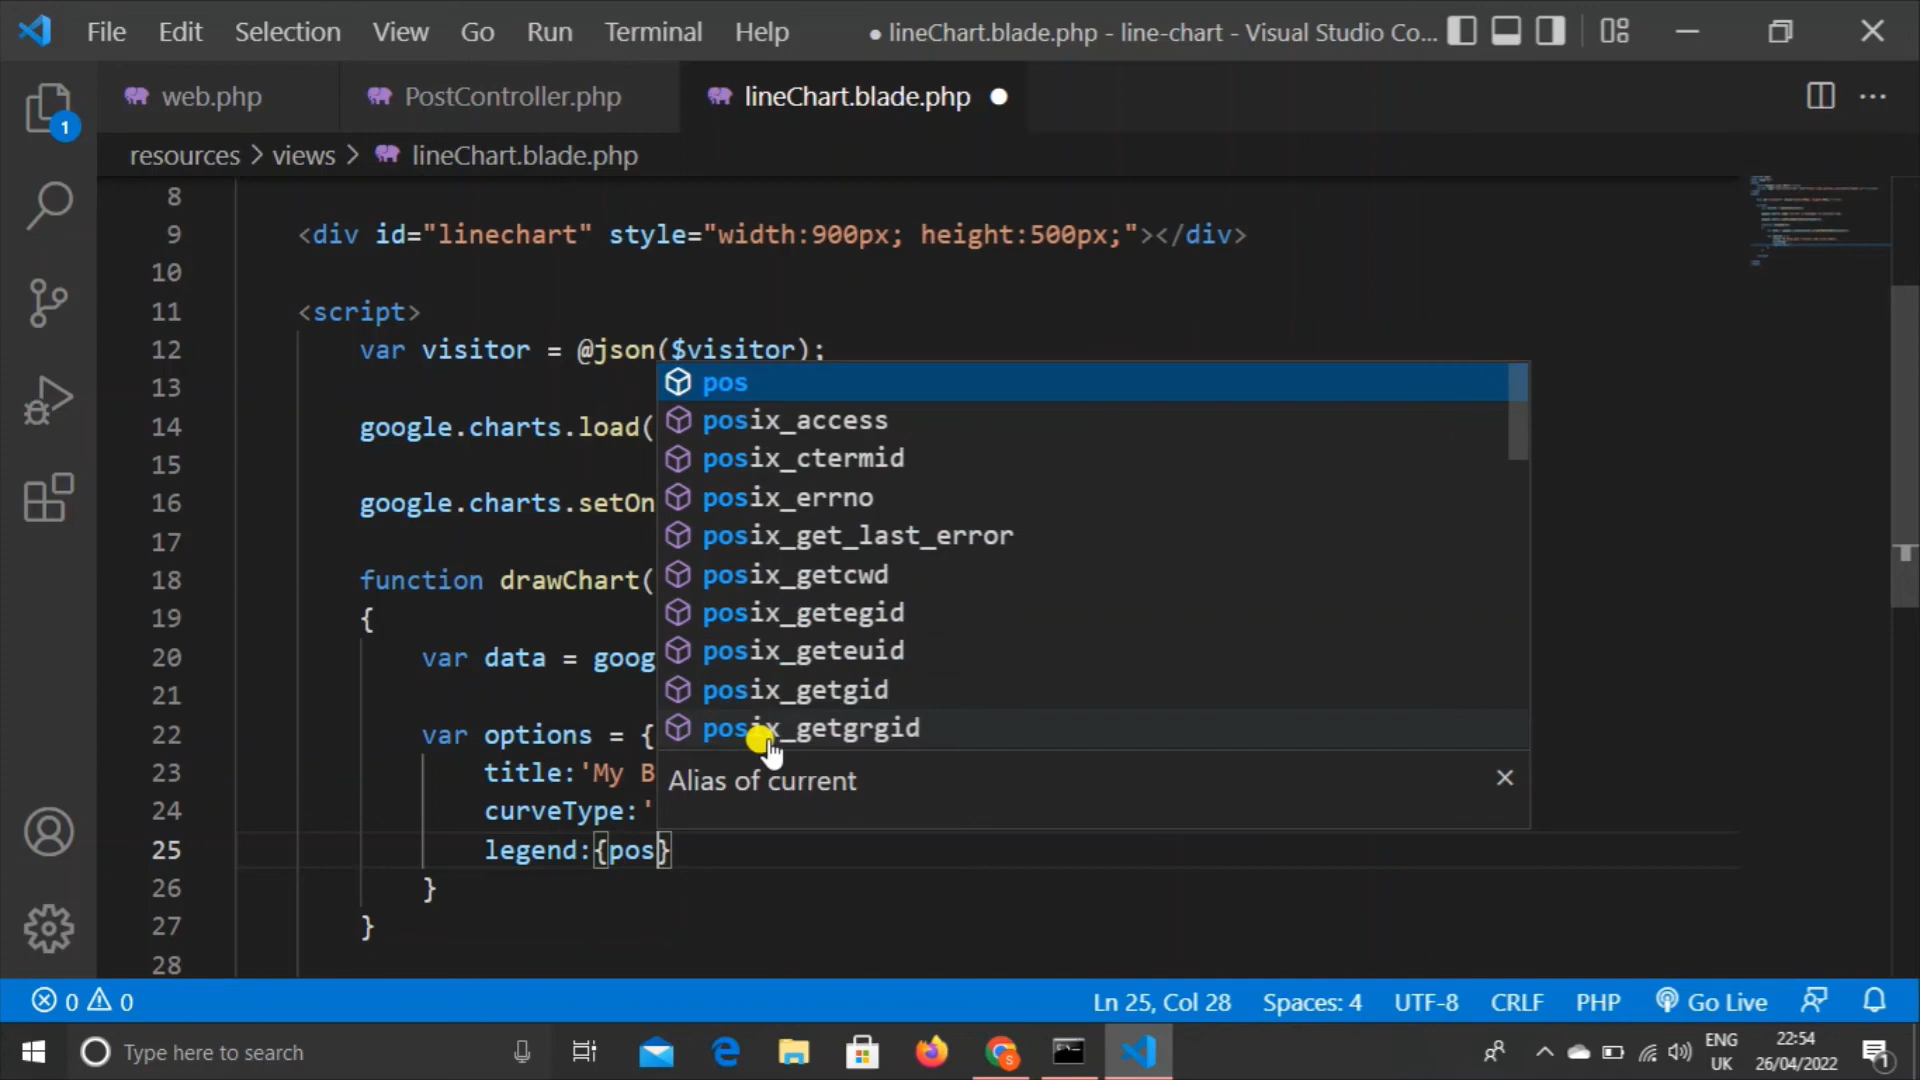 File Edit Selection View Go Run Terminal Help ● lineChart.blade.php - line-chart - Visual Studio Co...
web.php PostController.php lineChart.blade.php ●
resources > views > lineChart.blade.php
1
8
9 <div id="linechart" style="width:900px; height:500px;"></div>
10
11 <script>
12 var visitor = @json($visitor);
13
14 google.charts.load(
15
16 google.charts.setOn
17
18 function drawChart(
19 {
20 var data = goog
21
22 var options = {
23 title:'My B
24 curveType:'
25 legend:{pos}
26 }
27 }
28
pos
posix_access
posix_ctermid
posix_errno
posix_get_last_error
posix_getcwd
posix_getegid
posix_geteuid
posix_getgid
posix_getgrgid
Alias of current
0 0 Ln 25, Col 28 Spaces: 4 UTF-8 CRLF PHP Go Live
Type here to search
ENG
UK
22:54
26/04/2022
1